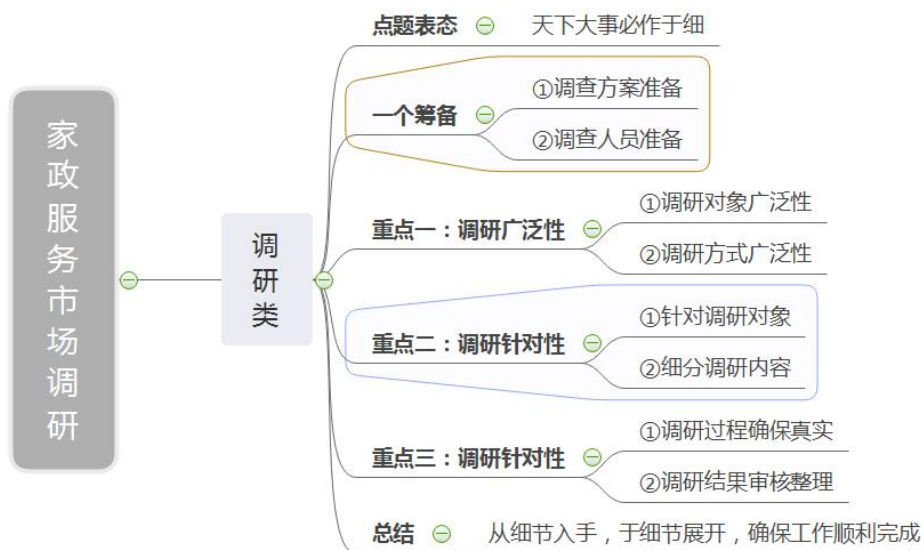 家政服务市场调研
调研类
点题表态
天下大事必作于细
一个筹备
①调查方案准备
②调查人员准备
重点一：调研广泛性
①调研对象广泛性
②调研方式广泛性
重点二：调研针对性
①针对调研对象
②细分调研内容
重点三：调研针对性
①调研过程确保真实
②调研结果审核整理
总结
从细节入手，于细节展开，确保工作顺利完成